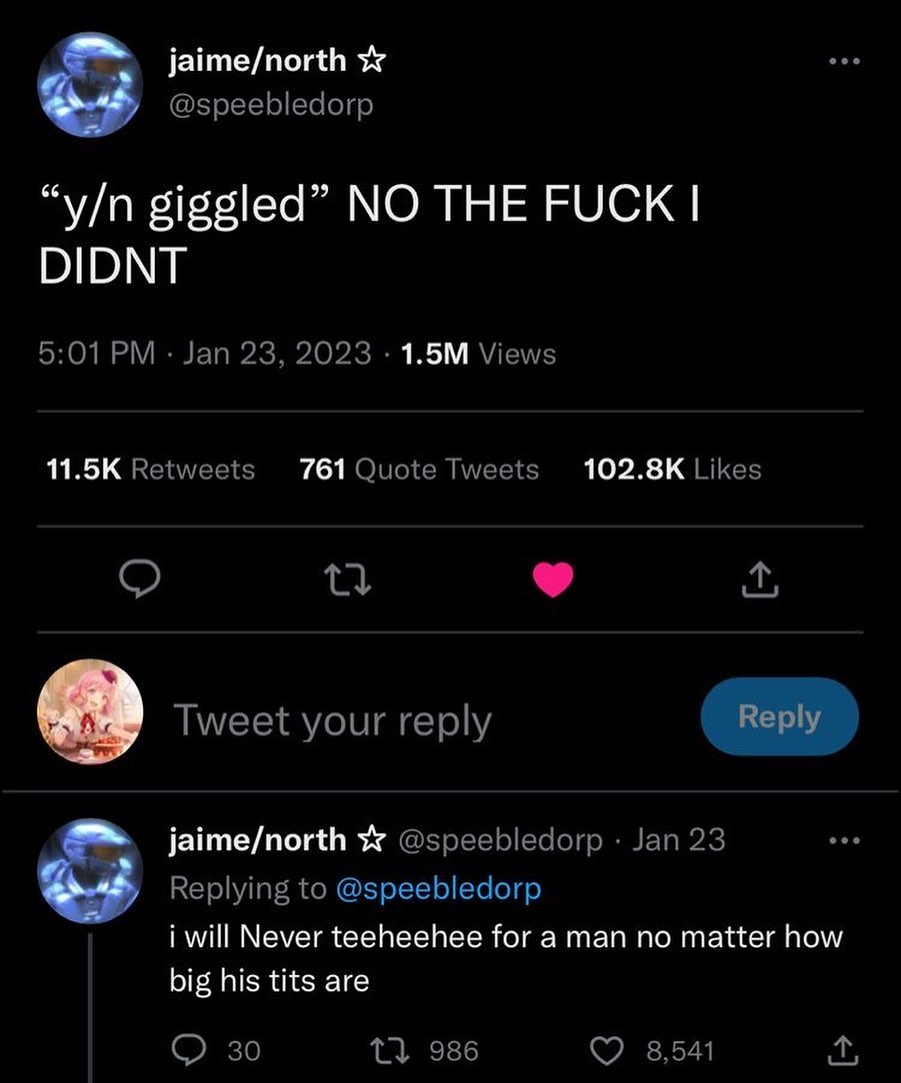 jaime/north ☆
@speebledorp
“y/n giggled” NO THE FUCK I
DIDNT
5:01 PM · Jan 23, 2023 · 1.5M Views
11.5K Retweets 761 Quote Tweets 102.8K Likes
Tweet your reply
Reply
jaime/north ☆ @speebledorp · Jan 23
Replying to @speebledorp
i will Never teeheehee for a man no matter how
big his tits are
30 986 8,541